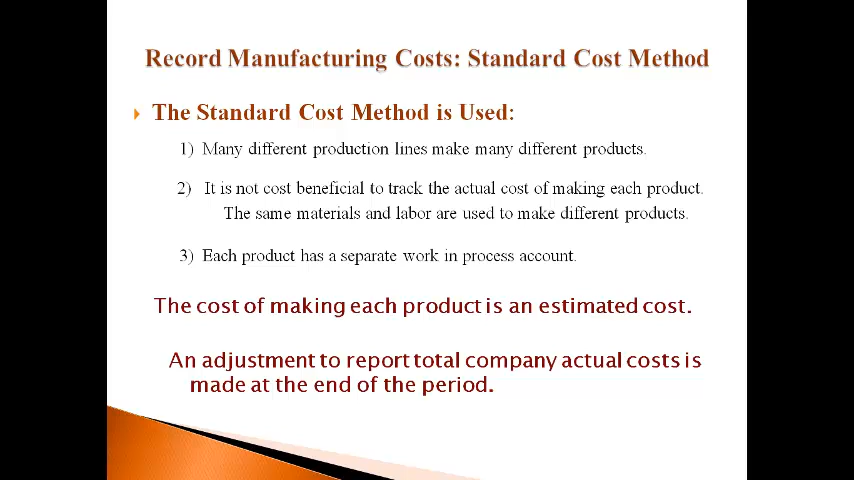 Record Manufacturing Costs: Standard Cost Method
The Standard Cost Method is Used:
1) Many different production lines make many different products.
2) It is not cost beneficial to track the actual cost of making each product.
The same materials and labor are used to make different products.
3) Each product has a separate work in process account.
The cost of making each product is an estimated cost.
An adjustment to report total company actual costs is
made at the end of the period.